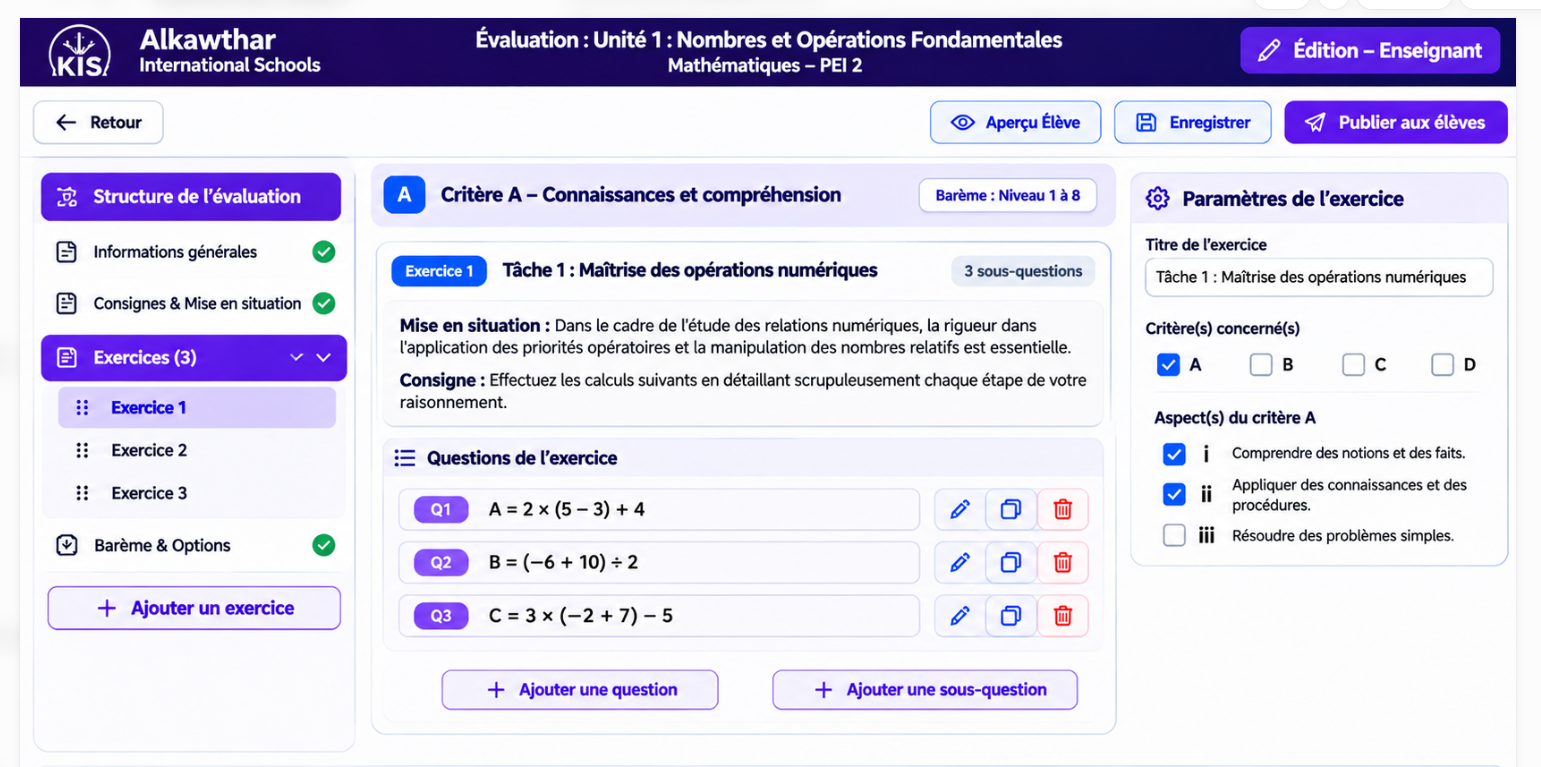 KIS
Alkawthar
International Schools
Évaluation : Unité 1 : Nombres et Opérations Fondamentales
Mathématiques – PEI 2
Édition – Enseignant
Retour
Aperçu Élève
Enregistrer
Publier aux élèves
Structure de l'évaluation
Informations générales
Consignes & Mise en situation
Exercices (3)
Exercice 1
Exercice 2
Exercice 3
Barème & Options
Ajouter un exercice
A
Critère A – Connaissances et compréhension
Barème : Niveau 1 à 8
Exercice 1
Tâche 1 : Maîtrise des opérations numériques
3 sous-questions
Mise en situation : Dans le cadre de l'étude des relations numériques, la rigueur dans
l'application des priorités opératoires et la manipulation des nombres relatifs est essentielle.
Consigne : Effectuez les calculs suivants en détaillant scrupuleusement chaque étape de votre
raisonnement.
Questions de l'exercice
Q1 A = 2 × (5 – 3) + 4
Q2 B = (−6 + 10) ÷ 2
Q3 C = 3 × (−2 + 7) – 5
Ajouter une question
Ajouter une sous-question
Paramètres de l'exercice
Titre de l'exercice
Tâche 1 : Maîtrise des opérations numériques
Critère(s) concerné(s)
A B C D
Aspect(s) du critère A
i Comprendre des notions et des faits.
ii Appliquer des connaissances et des
procédures.
iii Résoudre des problèmes simples.